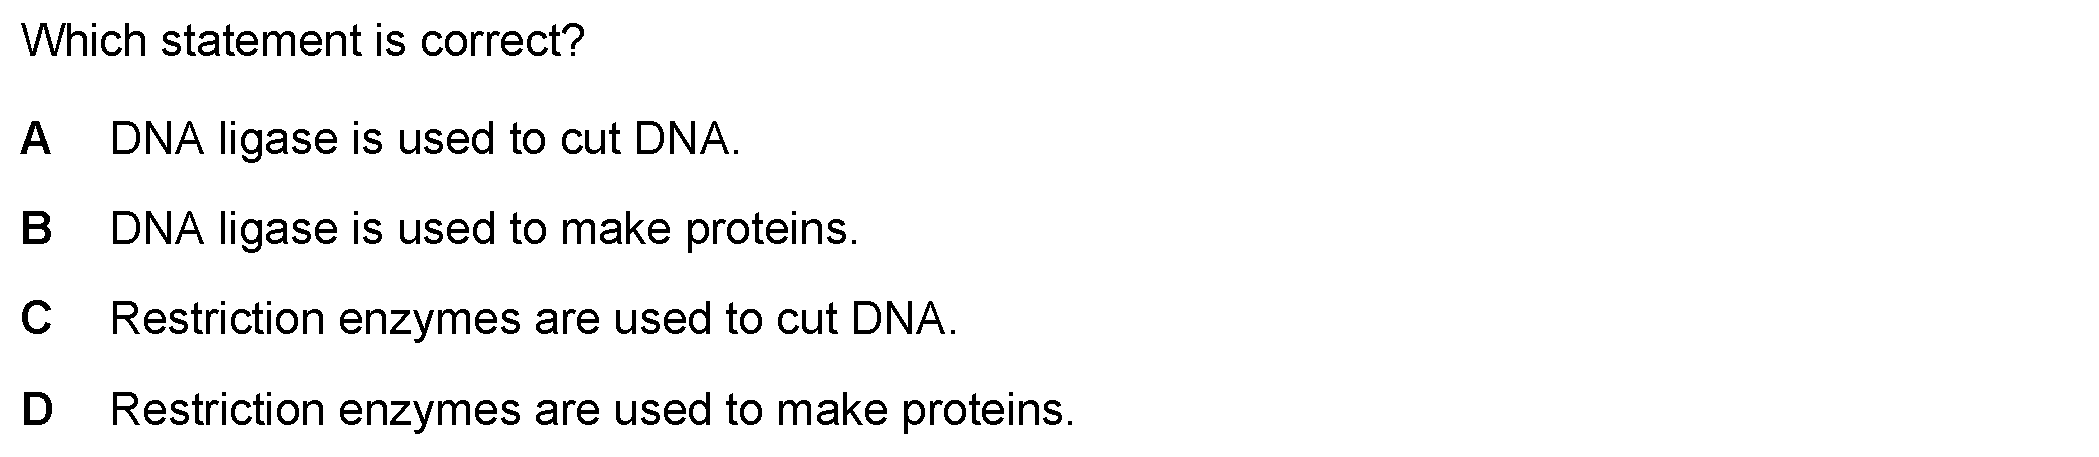 Which statement is correct?
A DNA ligase is used to cut DNA.
B DNA ligase is used to make proteins.
C Restriction enzymes are used to cut DNA.
D Restriction enzymes are used to make proteins.